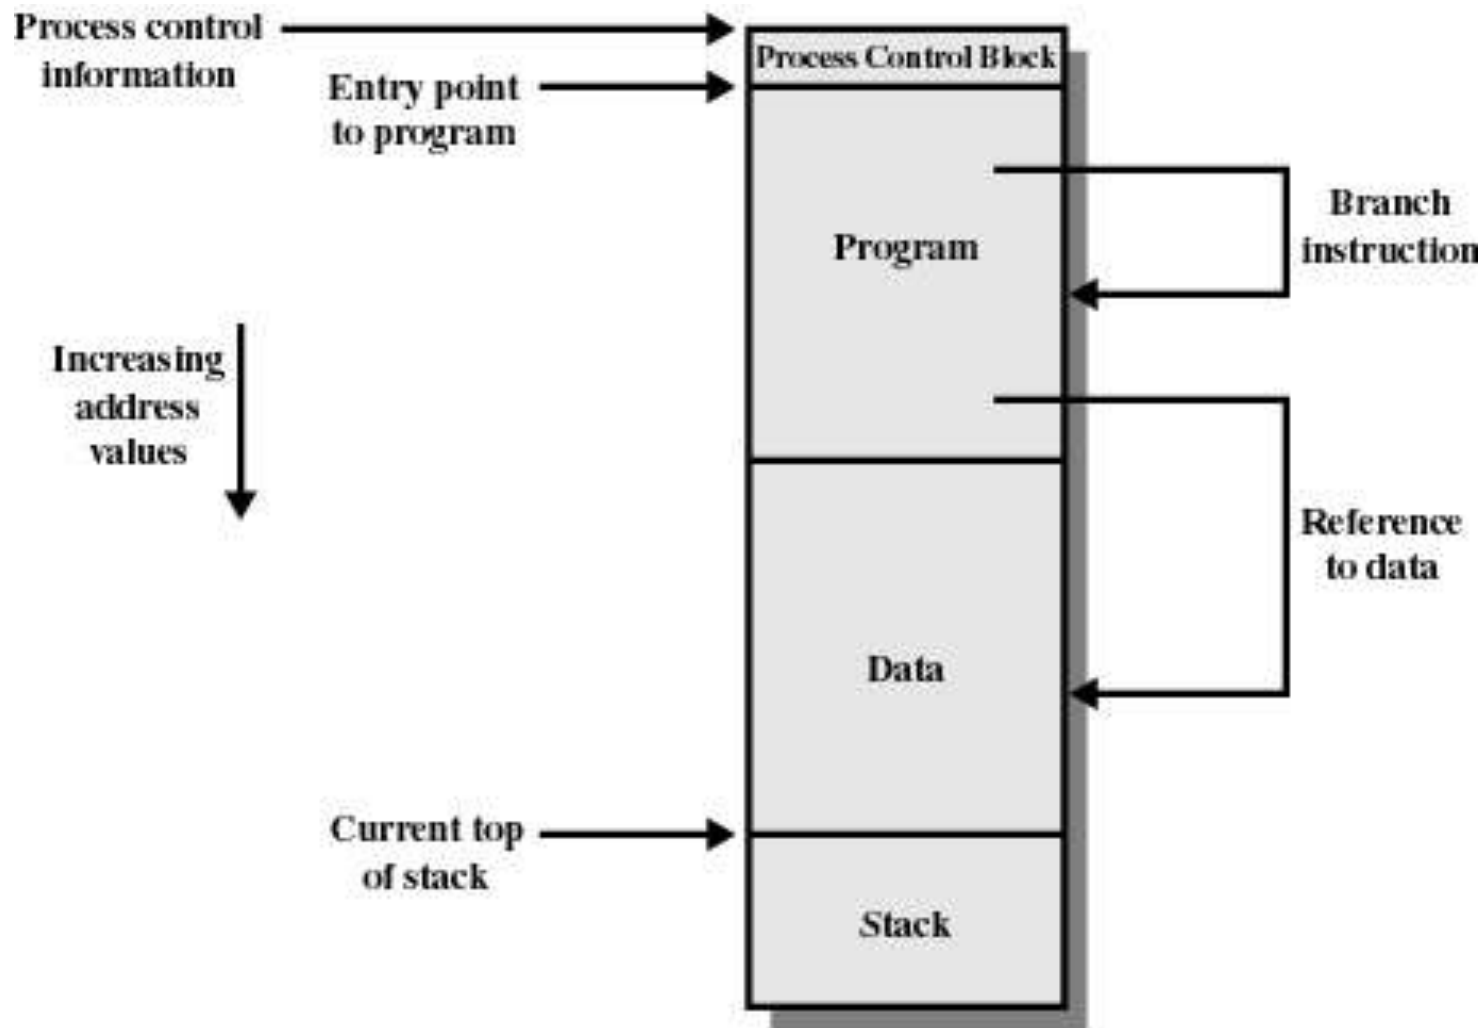 Process control
information
Process Control Block
Entry point
to program
Branch
instruction
Program
Increasing
address
values
Reference
to data
Data
Current top
of stack
Stack